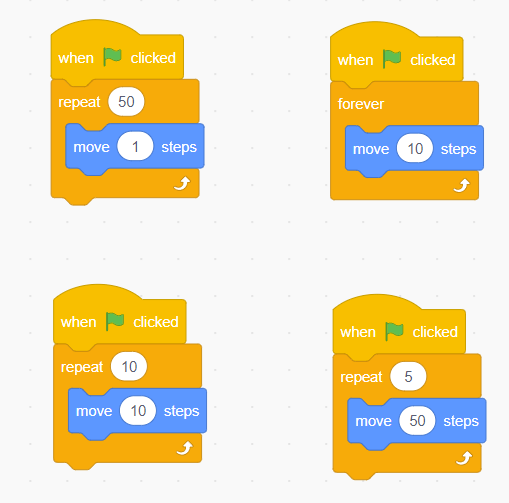 when clicked
repeat 50
move 1 steps
when clicked
forever
move 10 steps
when clicked
repeat 10
move 10 steps
when clicked
repeat 5
move 50 steps